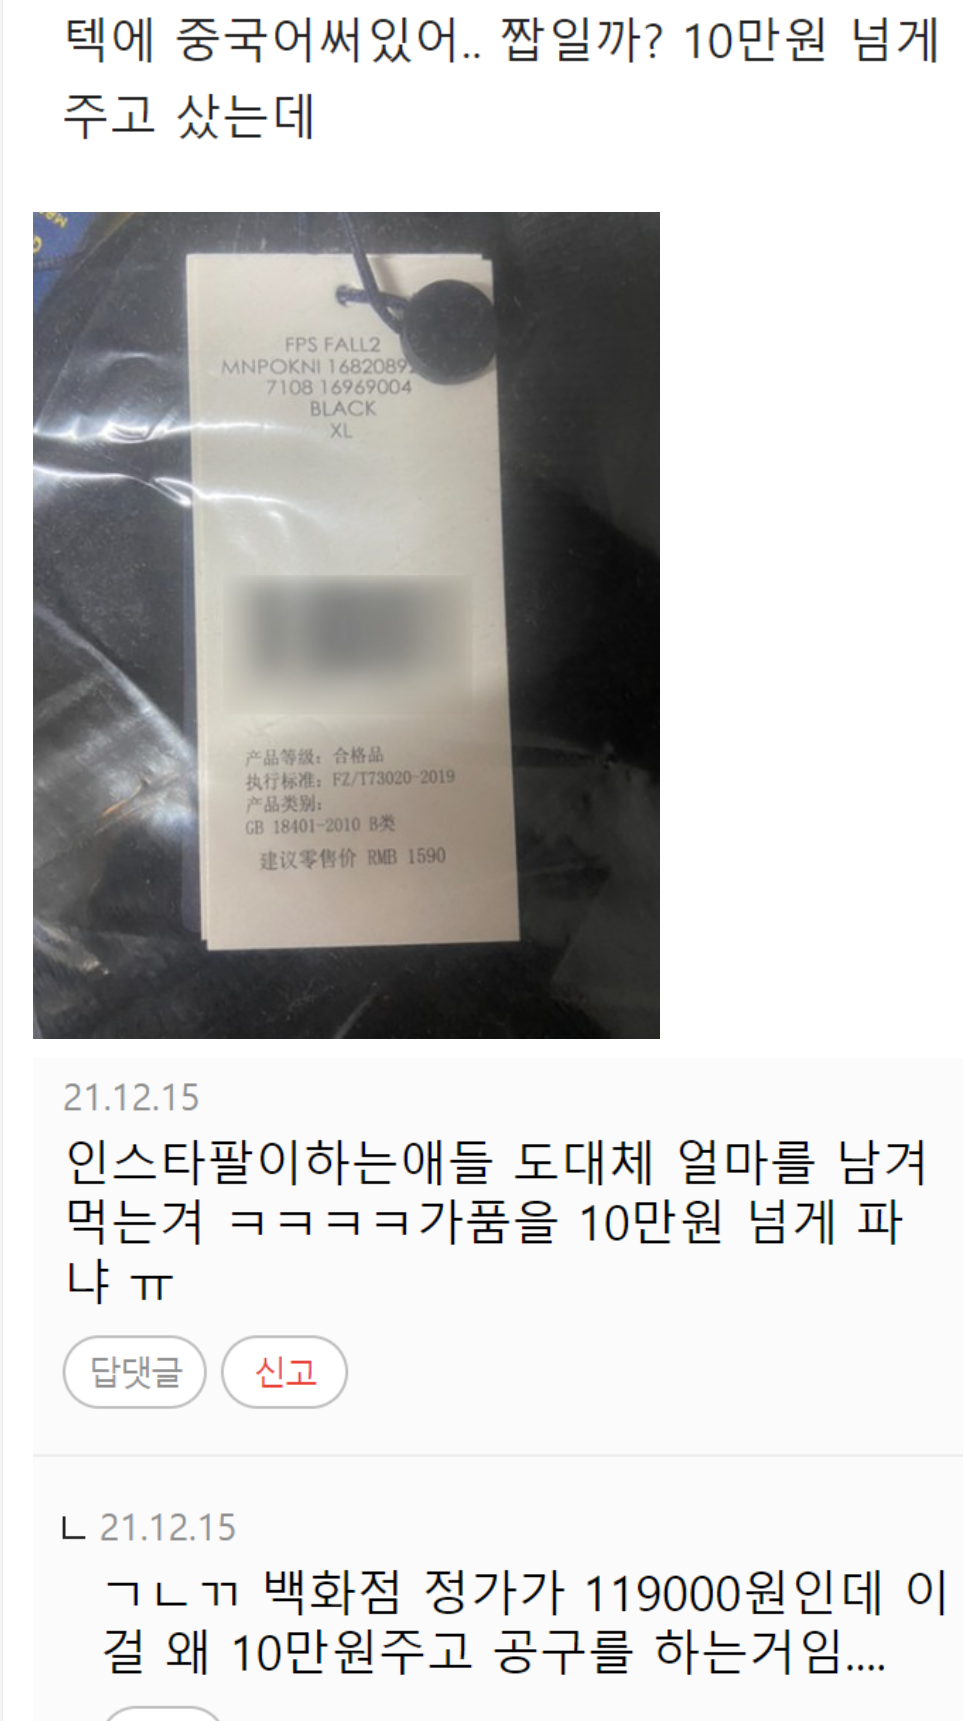 텍에 중국어써있어.. 짭일까? 10만원 넘게
주고 샀는데
FPS FALL2
MNPOKNI 1682089
7108 16969004
BLACK
XL
产品等级: 合格品
执行标准: FZ/T73020-2019
产品类别:
GB 18401-2010 B类
建议零售价 RMB 1590
21.12.15
인스타팔이하는애들 도대체 얼마를 남겨
먹는겨 ㅋㅋㅋㅋ가품을 10만원 넘게 파
냐 ㅠ
답댓글 신고
ㄴ 21.12.15
ㄱㄴㄲ 백화점 정가가 119000원인데 이
걸 왜 10만원주고 공구를 하는거임....